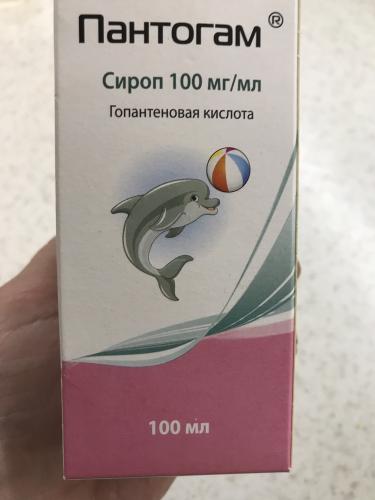 Пантогам®
Сироп 100 мг/мл
Гопантеновая кислота
100 мл